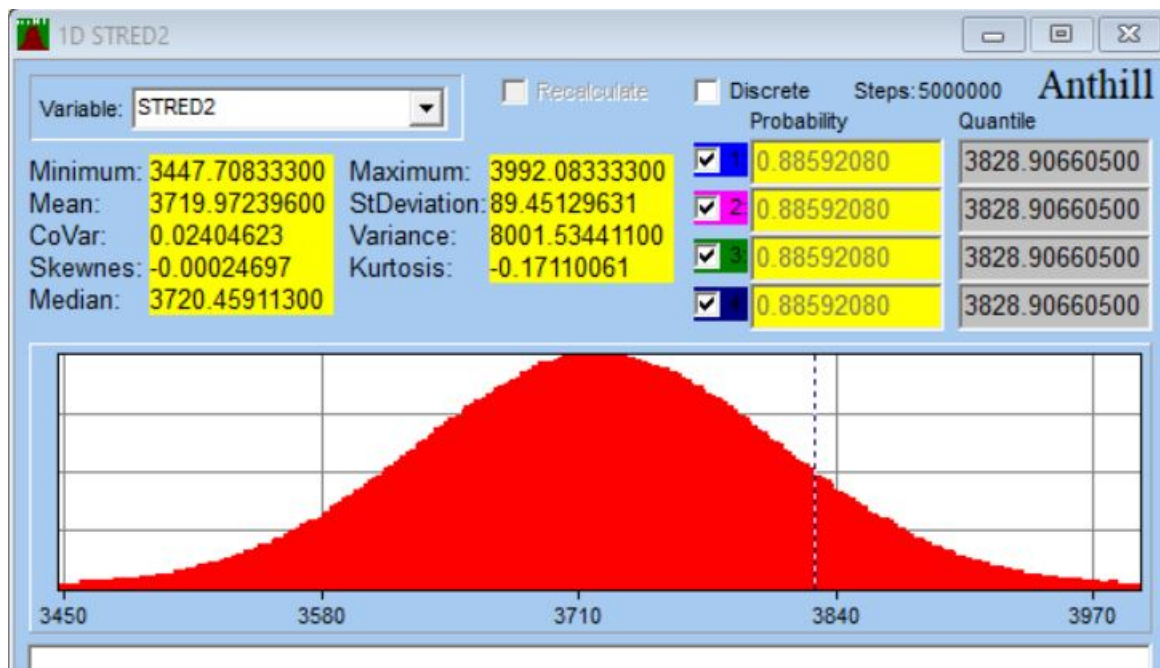 1D STRED2
Variable: STRED2
Recalculate
Discrete Steps: 5000000 Anthill
Probability Quantile
Minimum: 3447.70833300 Maximum: 3992.08333300
Mean: 3719.97239600 StDeviation: 89.45129631
CoVar: 0.02404623 Variance: 8001.53441100
Skewnes: -0.00024697 Kurtosis: -0.17110061
Median: 3720.45911300
1: 0.88592080 3828.90660500
2: 0.88592080 3828.90660500
3: 0.88592080 3828.90660500
4: 0.88592080 3828.90660500
3450 3580 3710 3840 3970